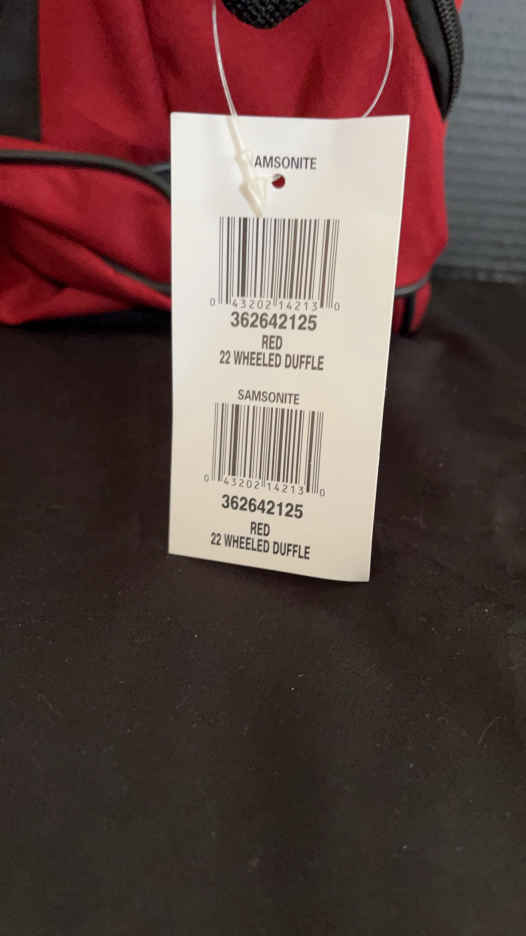 AMSONITE
0 43202 14213 0
362642125
RED
22 WHEELED DUFFLE
SAMSONITE
0 43202 14213 0
362642125
RED
22 WHEELED DUFFLE